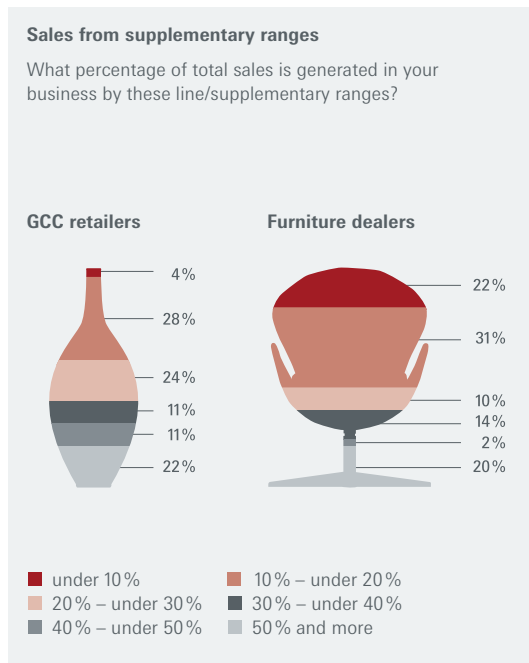 Sales from supplementary ranges
What percentage of total sales is generated in your
business by these line/supplementary ranges?
GCC retailers
4 %
28 %
24 %
11 %
11 %
22 %
Furniture dealers
22 %
31 %
10 %
14 %
2 %
20 %
under 10 %
10 % – under 20 %
20 % – under 30 %
30 % – under 40 %
40 % – under 50 %
50 % and more